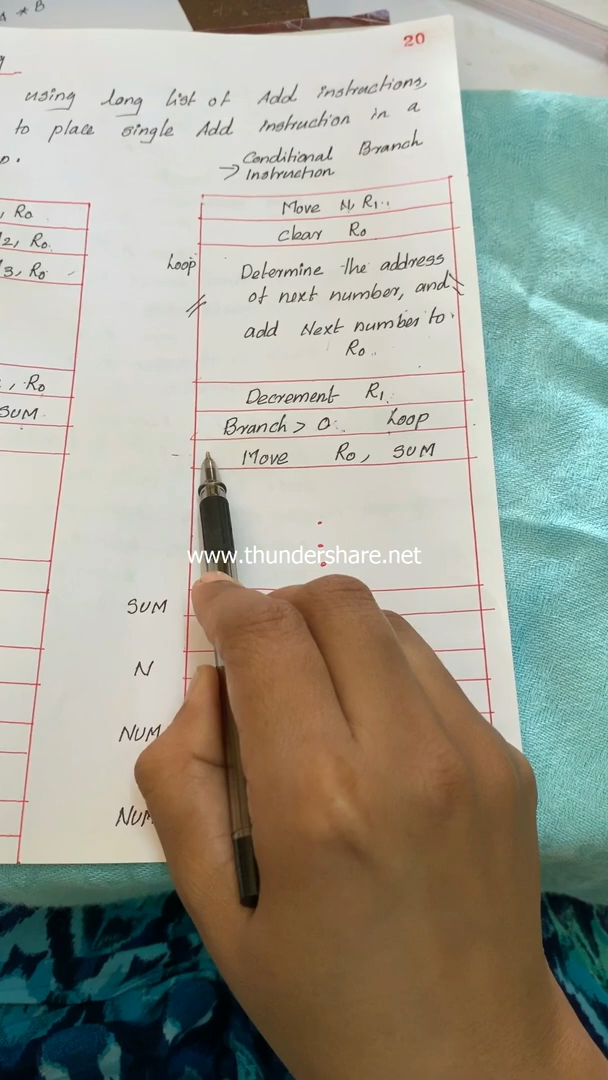 * B
20
using long list of Add instructions,
to place single Add instruction in a
→ Conditional Branch
Instruction
, R0
2, R0
3, R0
, R0
SUM
Move N, R1
Clear R0
Loop
Determine the address
of next number, and
add Next number to
R0
Decrement R1
Branch > 0 Loop
Move R0, SUM
www.thundershare.net
SUM
N
NUM
NUM